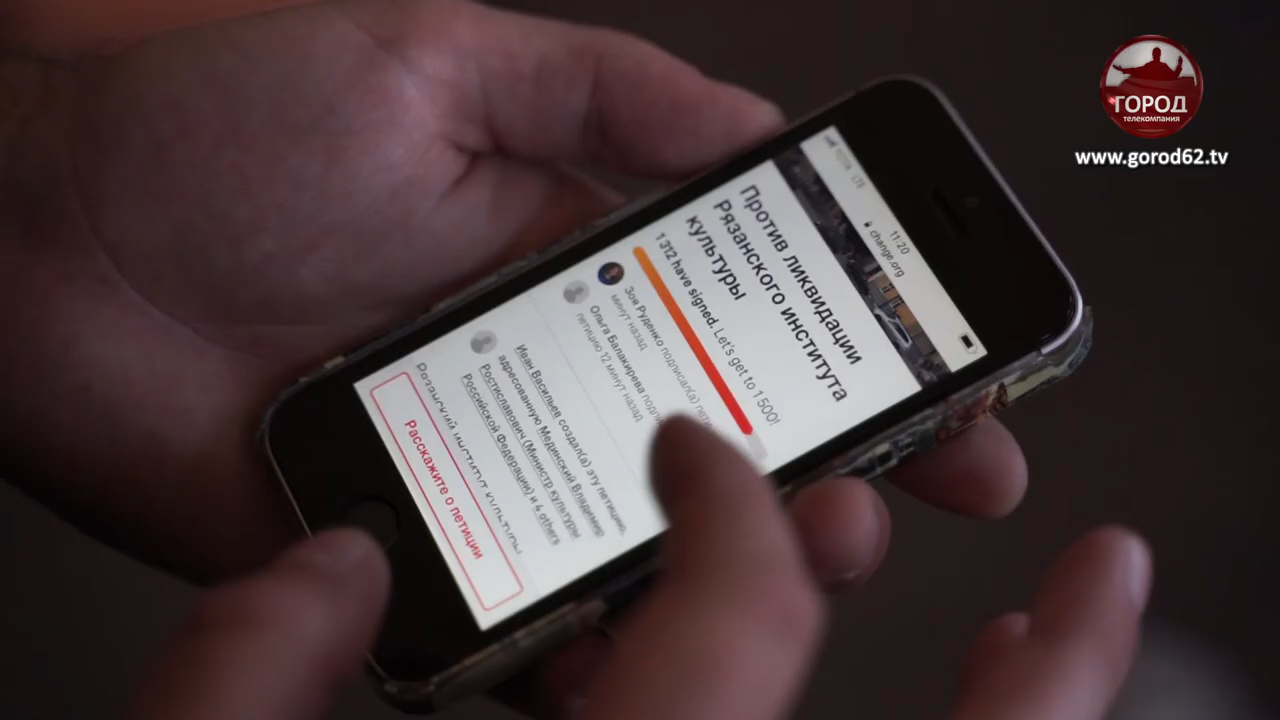 ГОРОД
телекомпания
www.gorod62.tv
LTE
11:20
change.org
Против ликвидации
Рязанского института
культуры
1 312 have signed. Let's get to 1 500!
Зоя Руденко подписал(а)
минут назад
Ольга Балакирева
петицию 12 минут назад
Иван Васильев создал(а) эту петицию,
адресованную Мединский Владимир
Ростиславович (Министр культуры
Российской Федерации) и 4 others
Рязанский институт культуры
Расскажите о петиции